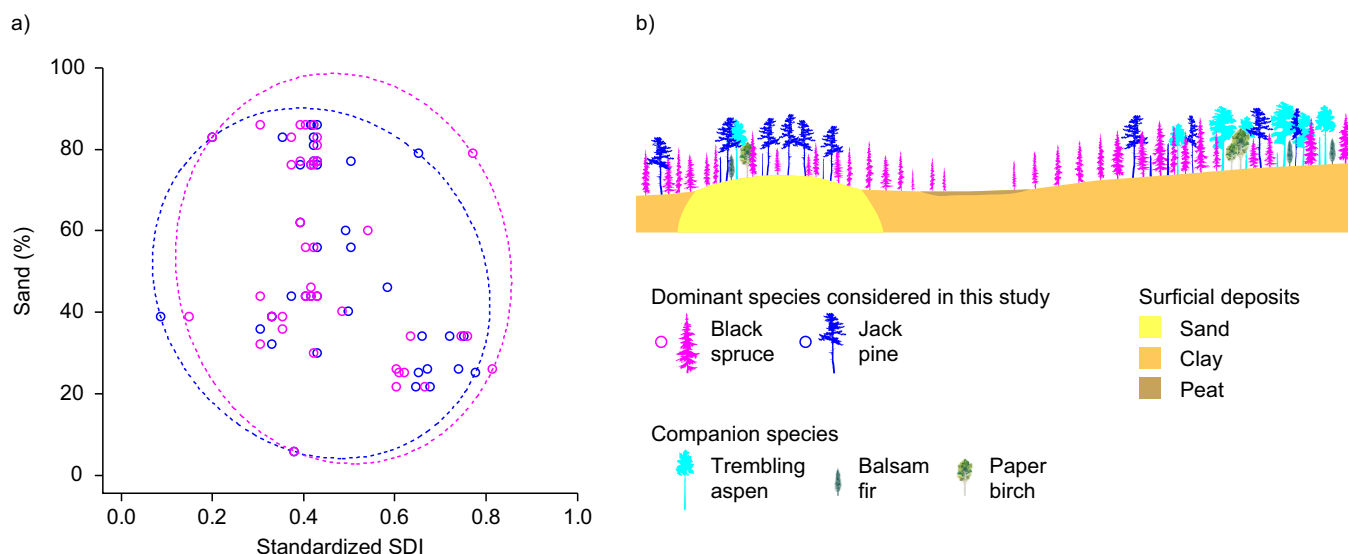 a)
100
80
60
40
20
0
Sand (%)
0.0 0.2 0.4 0.6 0.8 1.0
Standardized SDI
b)
Dominant species considered in this study
Black
spruce
Jack
pine
Surficial deposits
Sand
Clay
Peat
Companion species
Trembling
aspen
Balsam
fir
Paper
birch